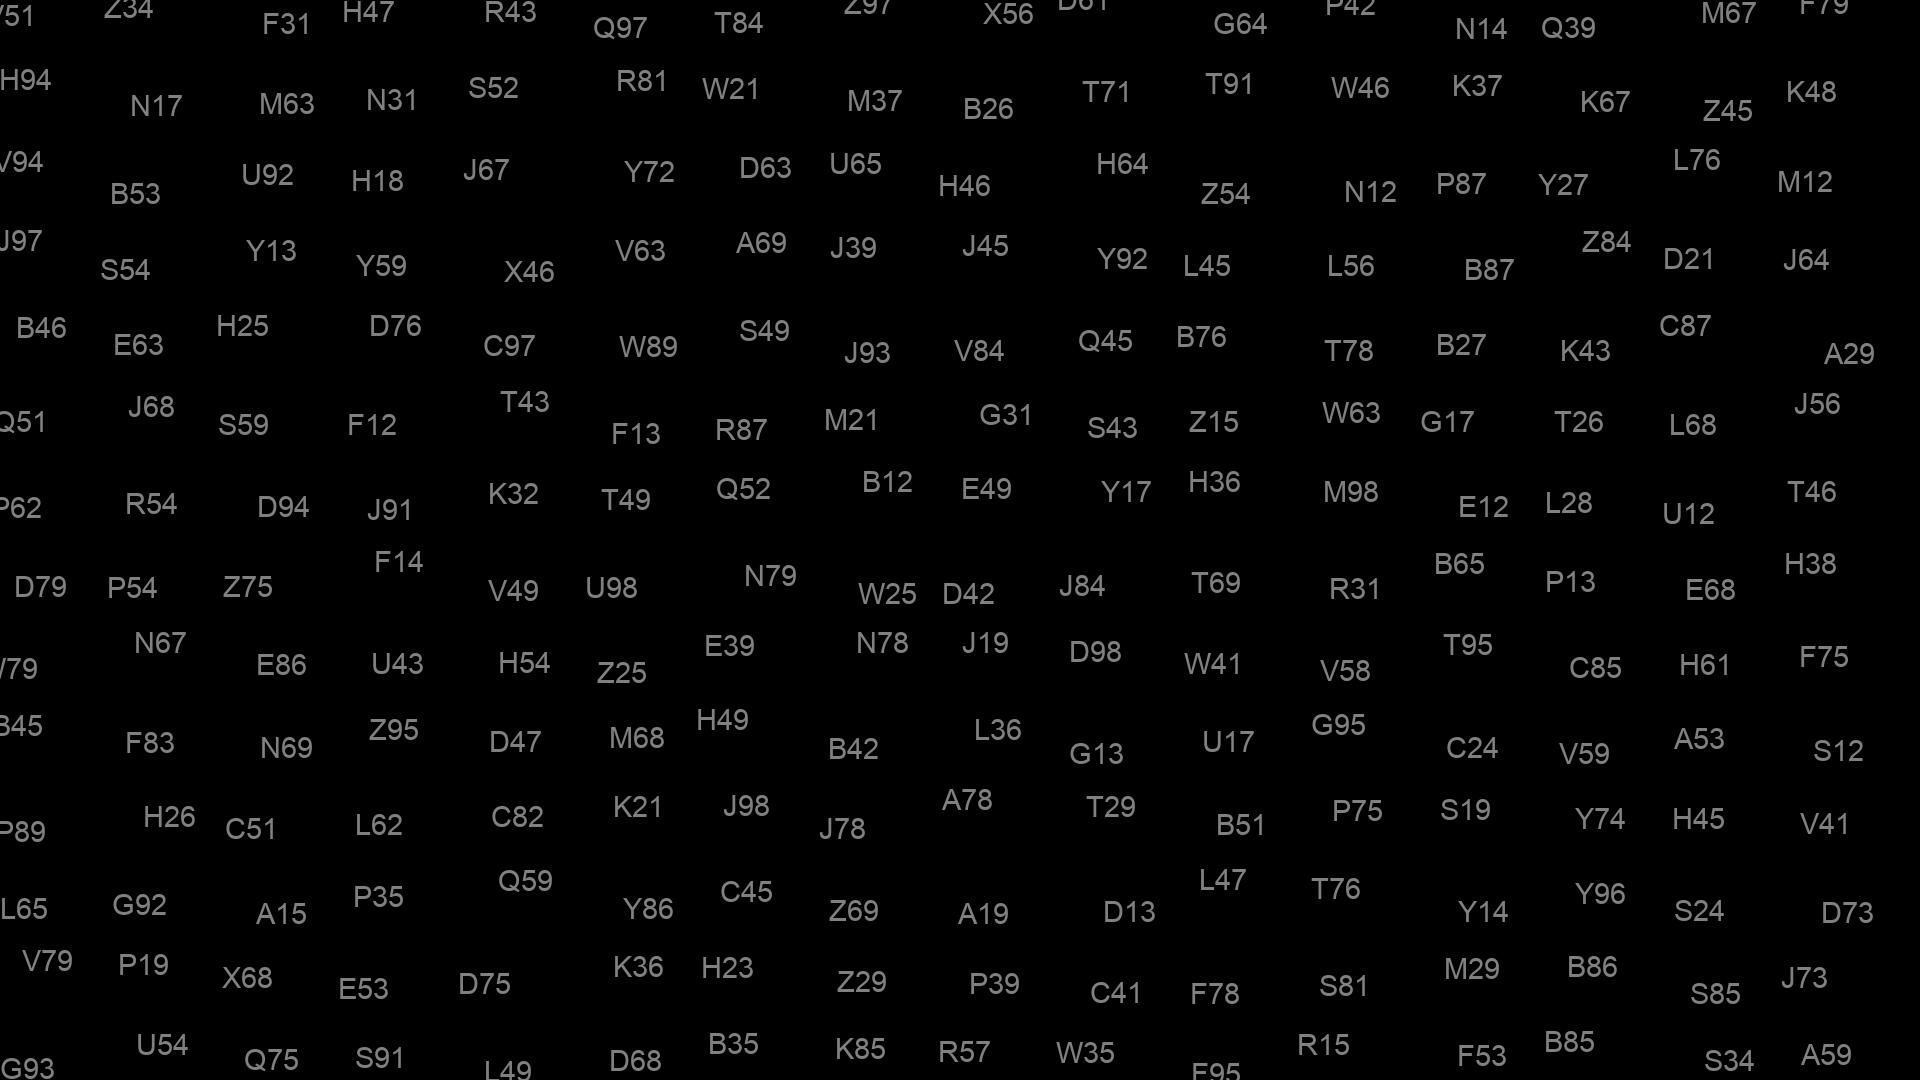 Z34 F31 H47 R43 Q97 T84 Z97 X56 D61 G64 P42 N14 Q39 M67 F79
H94 N17 M63 N31 S52 R81 W21 M37 B26 T71 T91 W46 K37 K67 Z45 K48
V94 B53 U92 H18 J67 Y72 D63 U65 H46 H64 Z54 N12 P87 Y27 L76 M12
J97 S54 Y13 Y59 X46 V63 A69 J39 J45 Y92 L45 L56 B87 Z84 D21 J64
B46 E63 H25 D76 C97 W89 S49 J93 V84 Q45 B76 T78 B27 K43 C87 A29
Q51 J68 S59 F12 T43 F13 R87 M21 G31 S43 Z15 W63 G17 T26 L68 J56
P62 R54 D94 J91 K32 T49 Q52 B12 E49 Y17 H36 M98 E12 L28 U12 T46
D79 P54 Z75 F14 V49 U98 N79 W25 D42 J84 T69 R31 B65 P13 E68 H38
N67 E86 U43 H54 Z25 E39 N78 J19 D98 W41 V58 T95 C85 H61 F75
B45 F83 N69 Z95 D47 M68 H49 B42 L36 G13 U17 G95 C24 V59 A53 S12
P89 H26 C51 L62 C82 K21 J98 J78 A78 T29 B51 P75 S19 Y74 H45 V41
L65 G92 A15 P35 Q59 Y86 C45 Z69 A19 D13 L47 T76 Y14 Y96 S24 D73
V79 P19 X68 E53 D75 K36 H23 Z29 P39 C41 F78 S81 M29 B86 S85 J73
G93 U54 Q75 S91 L49 D68 B35 K85 R57 W35 R15 F53 B85 S34 A59